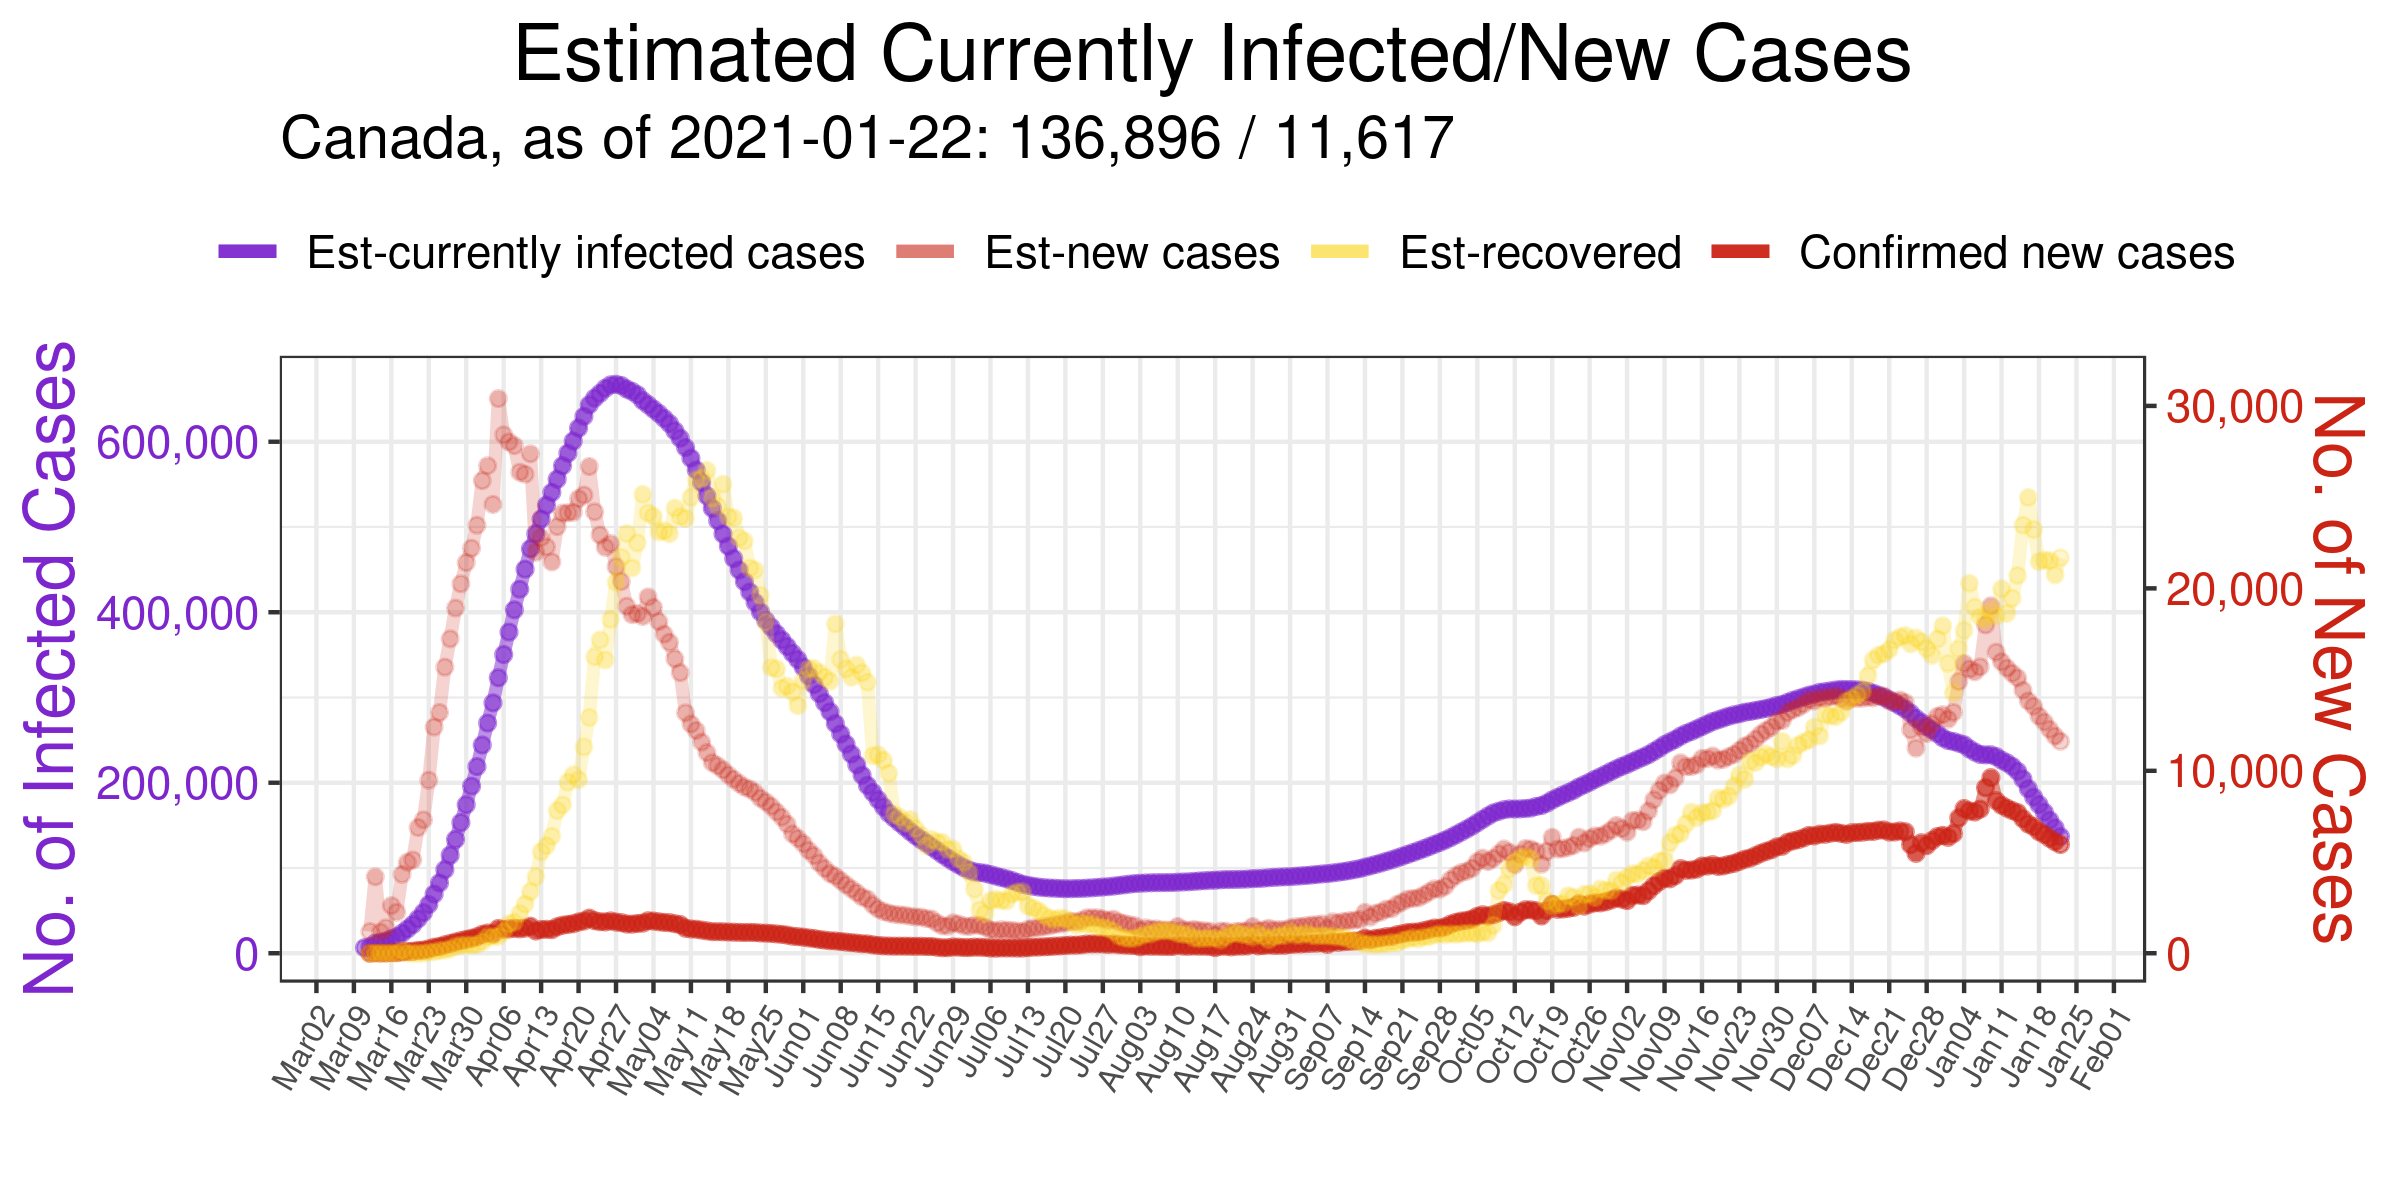 Estimated Currently Infected/New Cases
Canada, as of 2021-01-22: 136,896 / 11,617
Est-currently infected cases Est-new cases Est-recovered Confirmed new cases
No. of Infected Cases
600,000
400,000
200,000
0
30,000
20,000
10,000
0
No. of New Cases
Mar02 Mar09 Mar16 Mar23 Mar30 Apr06 Apr13 Apr20 Apr27 May04 May11 May18 May25 Jun01 Jun08 Jun15 Jun22 Jun29 Jul06 Jul13 Jul20 Jul27 Aug03 Aug10 Aug17 Aug24 Aug31 Sep07 Sep14 Sep21 Sep28 Oct05 Oct12 Oct19 Oct26 Nov02 Nov09 Nov16 Nov23 Nov30 Dec07 Dec14 Dec21 Dec28 Jan04 Jan11 Jan18 Jan25 Feb01